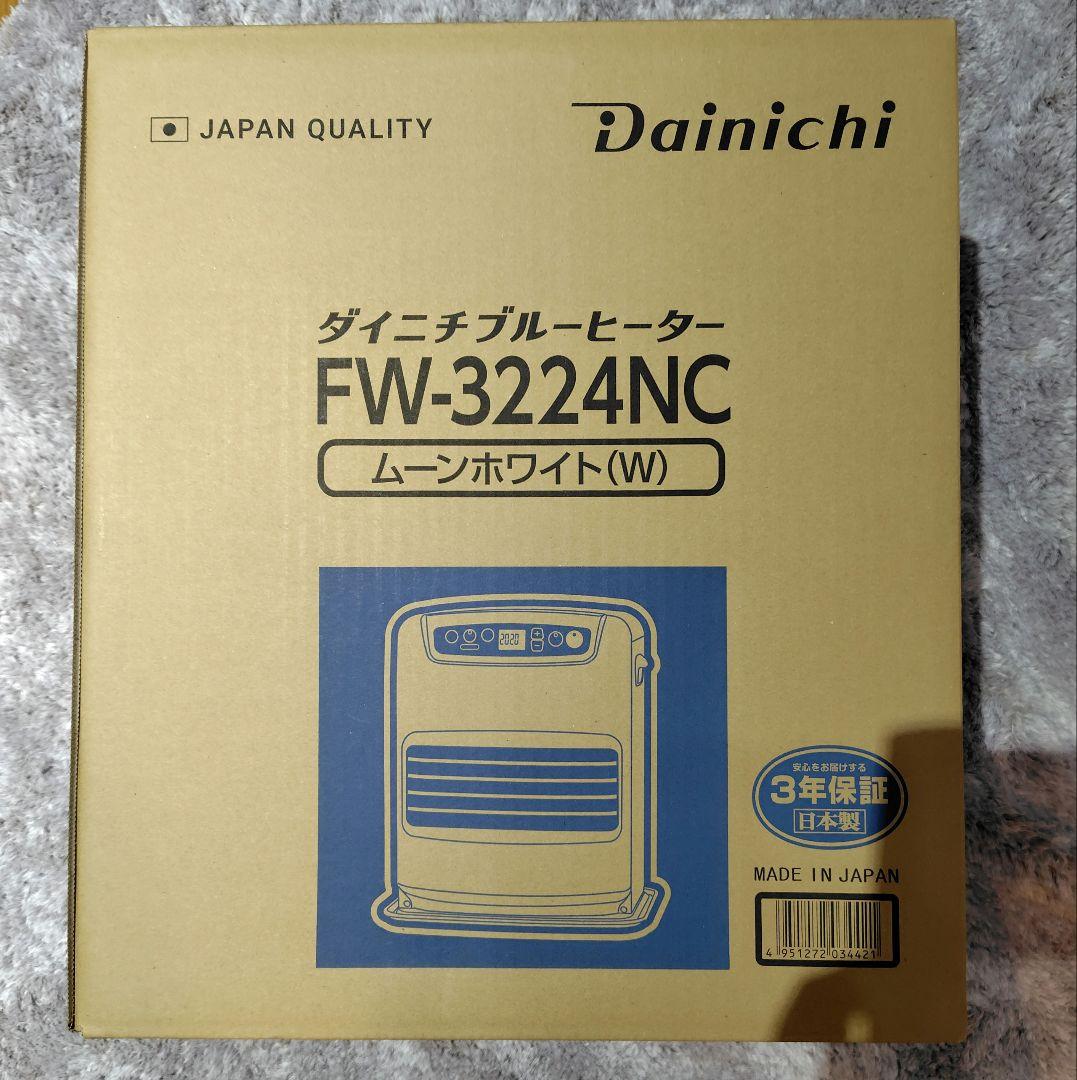 JAPAN QUALITY
Dainichi
ダイニチブルーヒーター
FW-3224NC
ムーンホワイト(W)
2020
安心をお届けする
3年保証
日本製
MADE IN JAPAN
4 951272 034421